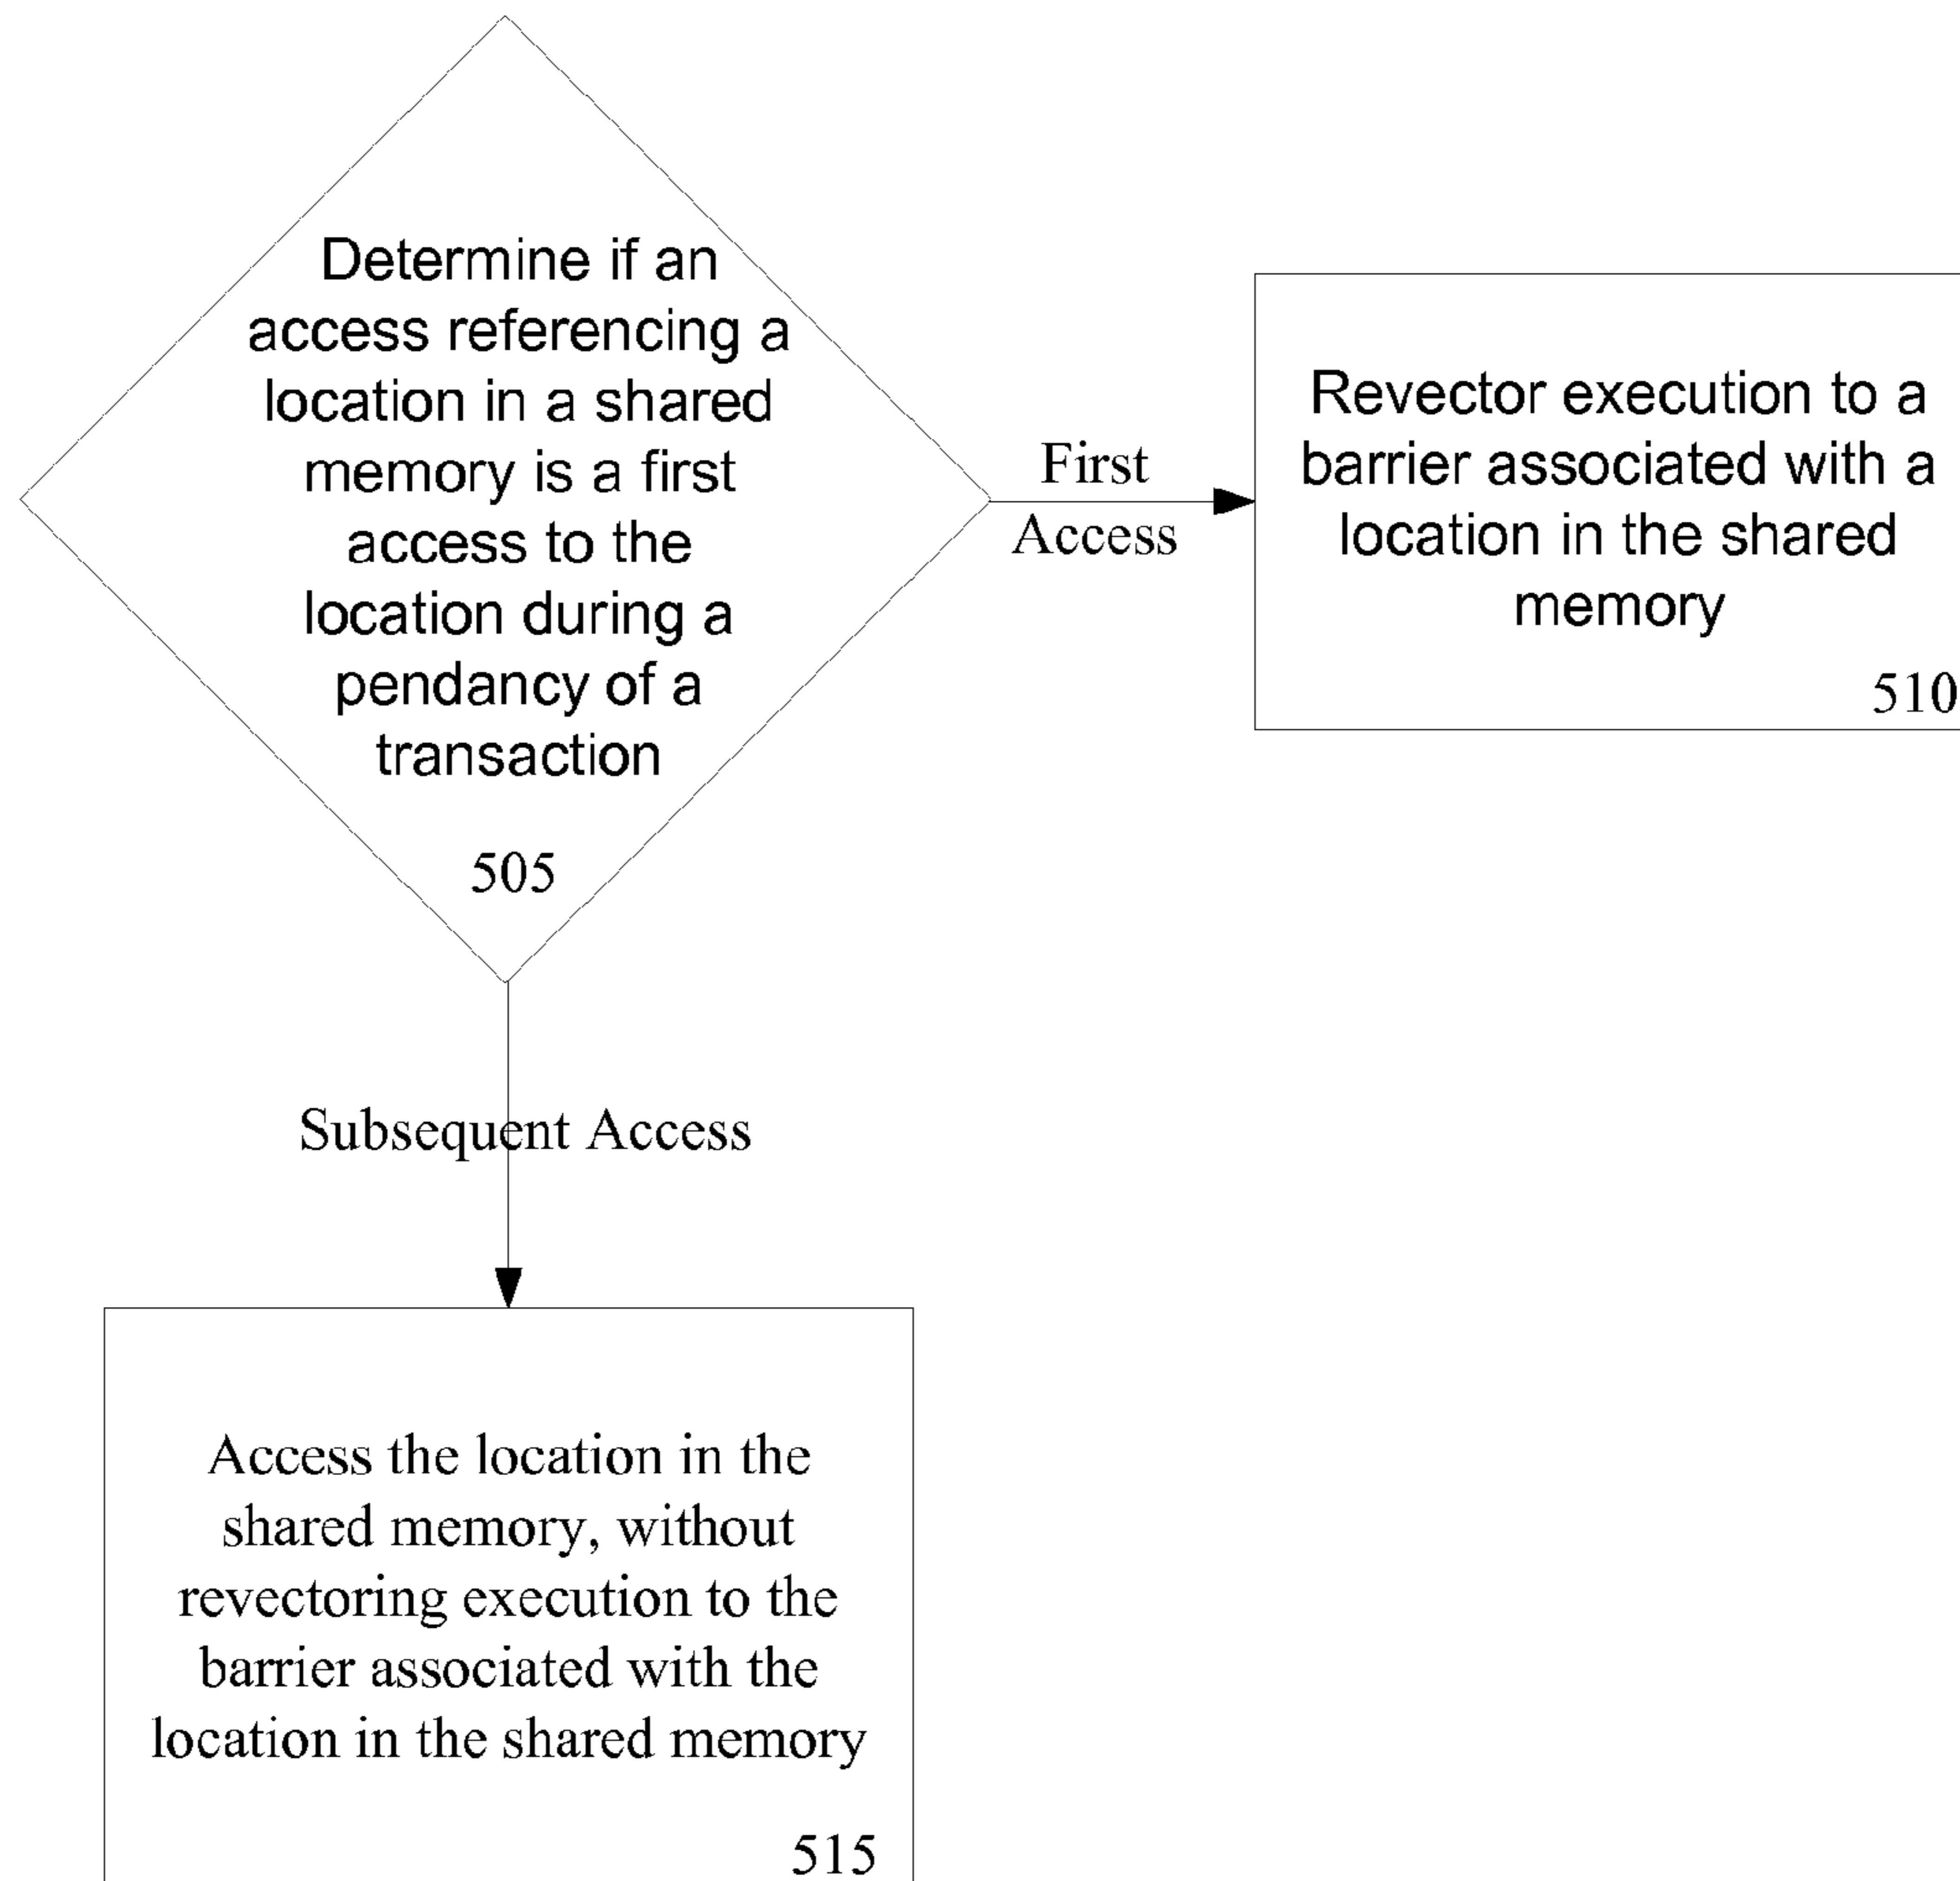 Determine if an
access referencing a
location in a shared
memory is a first
access to the
location during a
pendancy of a
transaction
505
First
Access
Revector execution to a
barrier associated with a
location in the shared
memory
510
Subsequent Access
Access the location in the
shared memory, without
revectoring execution to the
barrier associated with the
location in the shared memory
515